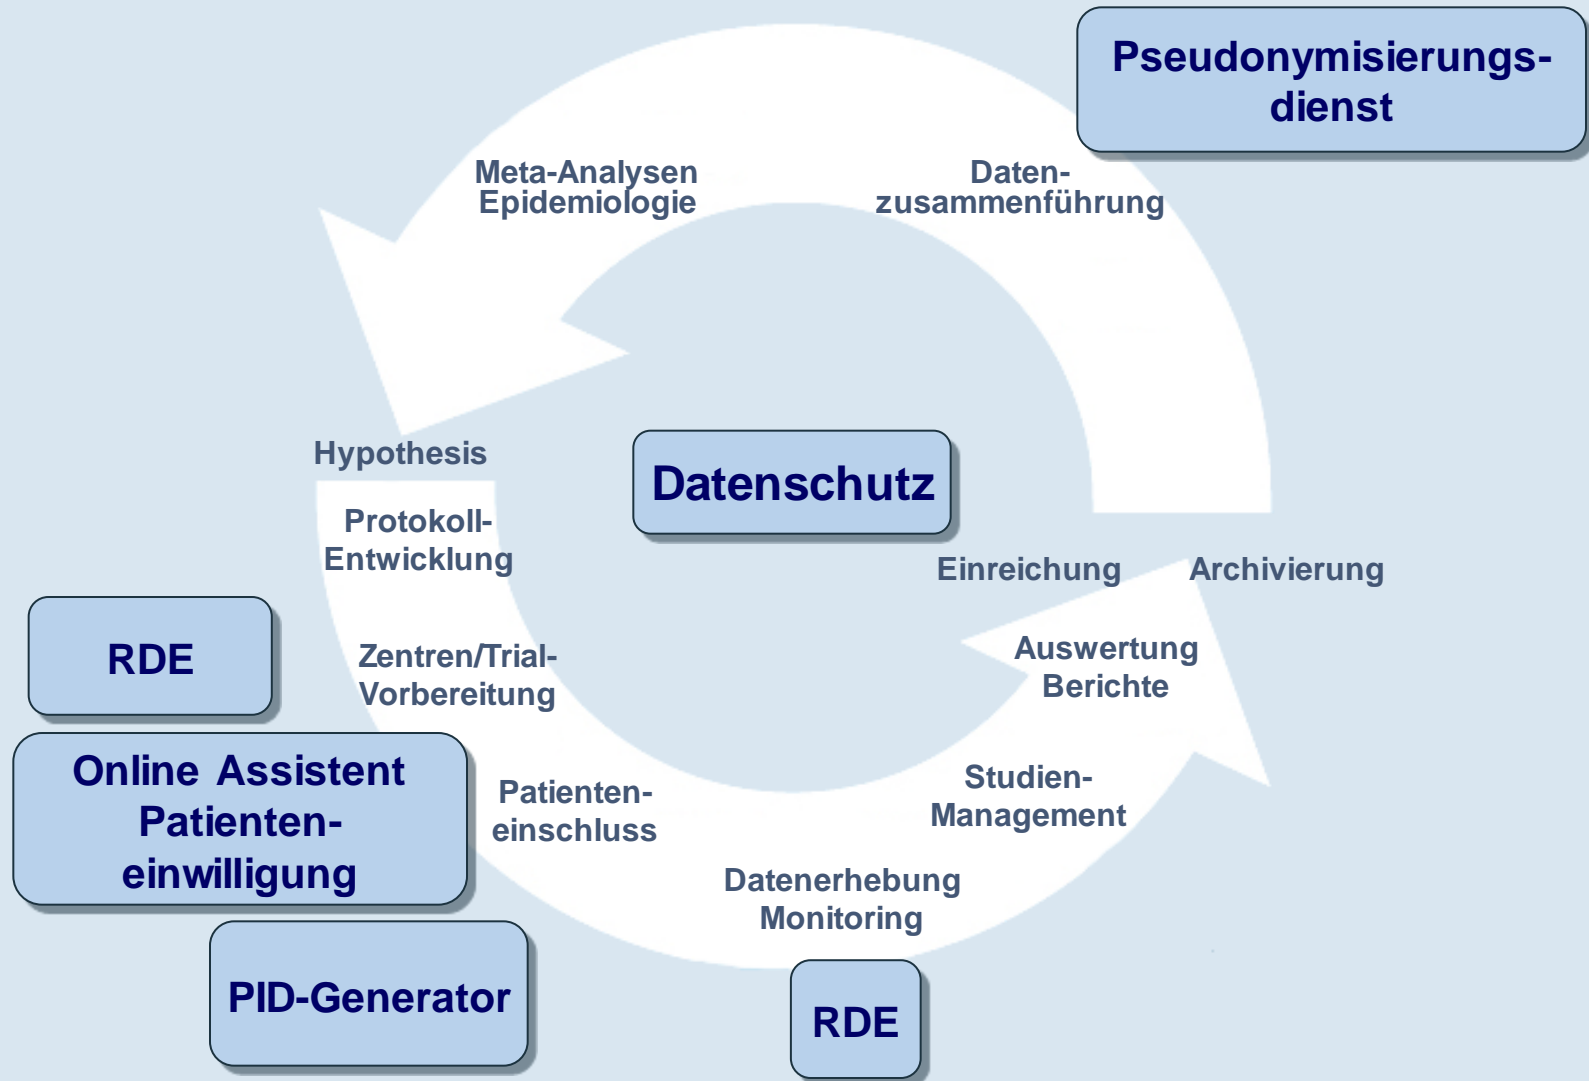 Pseudonymisierungs-
dienst
Meta-Analysen
Epidemiologie
Daten-
zusammenführung
Hypothesis
Datenschutz
Protokoll-
Entwicklung
Einreichung
Archivierung
RDE
Zentren/Trial-
Vorbereitung
Auswertung
Berichte
Online Assistent
Patienten-
einwilligung
Patienten-
einschluss
Studien-
Management
Datenerhebung
Monitoring
PID-Generator
RDE